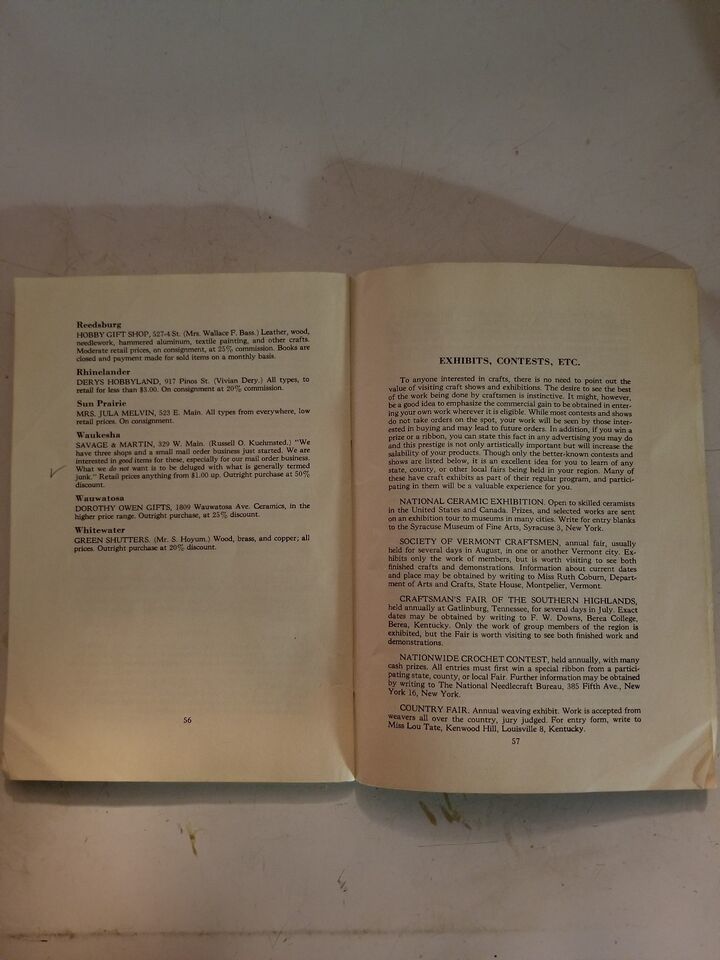 Reedsburg
HOBBY GIFT SHOP, 527-4 St. (Mrs. Wallace F. Bass.) Leather, wood,
needlework, hammered aluminum, textile painting, and other crafts.
Moderate retail prices, on consignment, at 25% commission. Books are
closed and payment made for sold items on a monthly basis.
Rhinelander
DERYS HOBBYLAND, 917 Pinos St. (Vivian Dery.) All types, to
retail for less than $5.00. On consignment at 20% commission.
Sun Prairie
MRS. JULA MELVIN, 523 E. Main. All types from everywhere, low
retail prices. On consignment.
Waukesha
SAVAGE & MARTIN, 329 W. Main. (Russell O. Kuehmsted.) "We
have three shops and a small mail order business just started. We are
interested in good items for these, especially for our mail order business.
What we do not want is to be deluged with what is generally termed
junk." Retail prices anything from $1.00 up. Outright purchase at 50%
discount.
Wauwatosa
DOROTHY OWEN GIFTS, 1809 Wauwatosa Ave. Ceramics, in the
higher price range. Outright purchase, at 25% discount.
Whitewater
GREEN SHUTTERS. (Mr. S. Hoyum.) Wood, brass, and copper; all
prices. Outright purchase at 20% discount.
56
EXHIBITS, CONTESTS, ETC.
To anyone interested in crafts, there is no need to point out the
value of visiting craft shows and exhibitions. The desire to see the best
of the work being done by craftsmen is instinctive. It might, however,
be a good idea to emphasize the commercial gain to be obtained in enter-
ing your own work wherever it is eligible. While most contests and shows
do not take orders on the spot, your work will be seen by those inter-
ested in buying and may lead to future orders. In addition, if you win a
prize or a ribbon, you can state this fact in any advertising you may do
and this prestige is not only artistically important but will increase the
salability of your products. Though only the better-known contests and
shows are listed below, it is an excellent idea for you to learn of any
state, county, or other local fairs being held in your region. Many of
these have craft exhibits as part of their regular program, and partici-
pating in them will be a valuable experience for you.
NATIONAL CERAMIC EXHIBITION. Open to skilled ceramists
in the United States and Canada. Prizes, and selected works are sent
on an exhibition tour to museums in many cities. Write for entry blanks
to the Syracuse Museum of Fine Arts, Syracuse 3, New York.
SOCIETY OF VERMONT CRAFTSMEN, annual fair, usually
held for several days in August, in one or another Vermont city. Ex-
hibits only the work of members, but is worth visiting to see both
finished crafts and demonstrations. Information about current dates
and place may be obtained by writing to Miss Ruth Coburn, Depart-
ment of Arts and Crafts, State House, Montpelier, Vermont.
CRAFTSMAN'S FAIR OF THE SOUTHERN HIGHLANDS,
held annually at Gatlinburg, Tennessee, for several days in July. Exact
dates may be obtained by writing to F. W. Downs, Berea College,
Berea, Kentucky. Only the work of group members of the region is
exhibited, but the Fair is worth visiting to see both finished work and
demonstrations.
NATIONWIDE CROCHET CONTEST, held annually, with many
cash prizes. All entries must first win a special ribbon from a partici-
pating state, county, or local Fair. Further information may be obtained
by writing to The National Needlecraft Bureau, 385 Fifth Ave., New
York 16, New York.
COUNTRY FAIR. Annual weaving exhibit. Work is accepted from
weavers all over the country, jury judged. For entry form, write to
Miss Lou Tate, Kenwood Hill, Louisville 8, Kentucky.
57